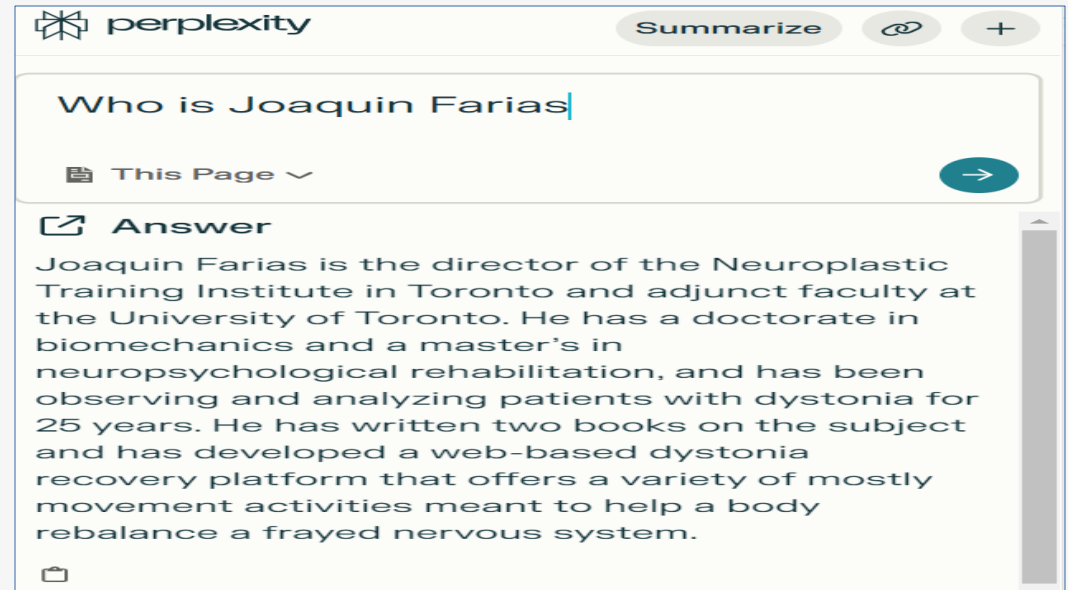 perplexity
Summarize
Who is Joaquin Farias
This Page
Answer
Joaquin Farias is the director of the Neuroplastic
Training Institute in Toronto and adjunct faculty at
the University of Toronto. He has a doctorate in
biomechanics and a master's in
neuropsychological rehabilitation, and has been
observing and analyzing patients with dystonia for
25 years. He has written two books on the subject
and has developed a web-based dystonia
recovery platform that offers a variety of mostly
movement activities meant to help a body
rebalance a frayed nervous system.